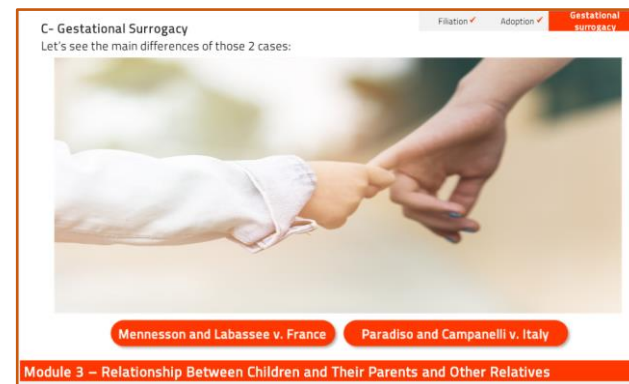 C- Gestational Surrogacy
Filiation ✓
Adoption ✓
Gestational
surrogacy
Let's see the main differences of those 2 cases:
Mennesson and Labassee v. France
Paradiso and Campanelli v. Italy
Module 3 – Relationship Between Children and Their Parents and Other Relatives